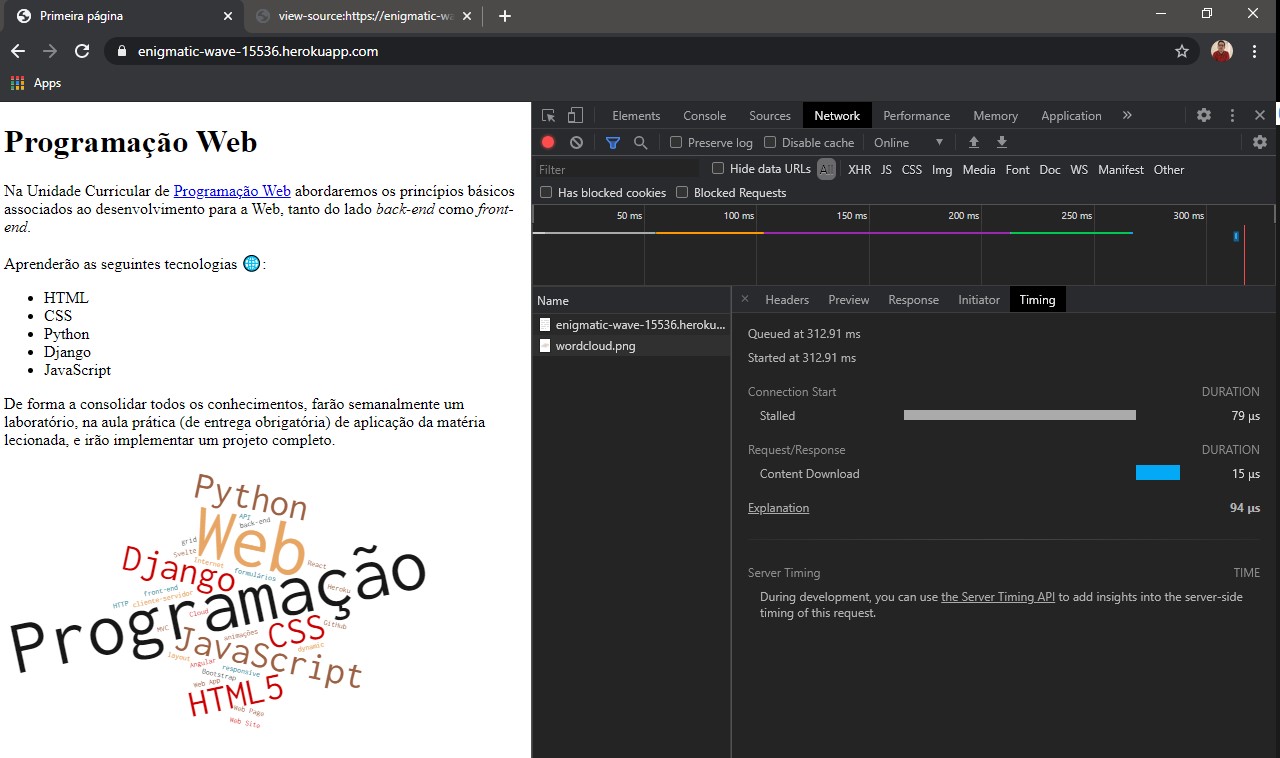 Primeira página
view-source:https://enigmatic-wa
enigmatic-wave-15536.herokuapp.com
Apps
Programação Web
Na Unidade Curricular de Programação Web abordaremos os princípios básicos
associados ao desenvolvimento para a Web, tanto do lado back-end como front-
end.
Aprenderão as seguintes tecnologias :
HTML
CSS
Python
Django
JavaScript
De forma a consolidar todos os conhecimentos, farão semanalmente um
laboratório, na aula prática (de entrega obrigatória) de aplicação da matéria
lecionada, e irão implementar um projeto completo.
Python
API
back-end
Web
grid
Svelte
internet
React
Django
formulários
Heroku
front-end
HTTP
cliente-servidor
Programação
Cloud
MVC
CSS
GitHub
animações
JavaScript
dynamic
layout
Angular
responsive
Bootstrap
Web App
HTML5
Web Page
Web Site
Elements Console Sources Network Performance Memory Application »
Preserve log Disable cache Online
Filter Hide data URLs All XHR JS CSS Img Media Font Doc WS Manifest Other
Has blocked cookies Blocked Requests
50 ms 100 ms 150 ms 200 ms 250 ms 300 ms
Name
enigmatic-wave-15536.heroku...
wordcloud.png
Headers Preview Response Initiator Timing
Queued at 312.91 ms
Started at 312.91 ms
Connection Start DURATION
Stalled 79 µs
Request/Response DURATION
Content Download 15 µs
Explanation 94 µs
Server Timing TIME
During development, you can use the Server Timing API to add insights into the server-side
timing of this request.